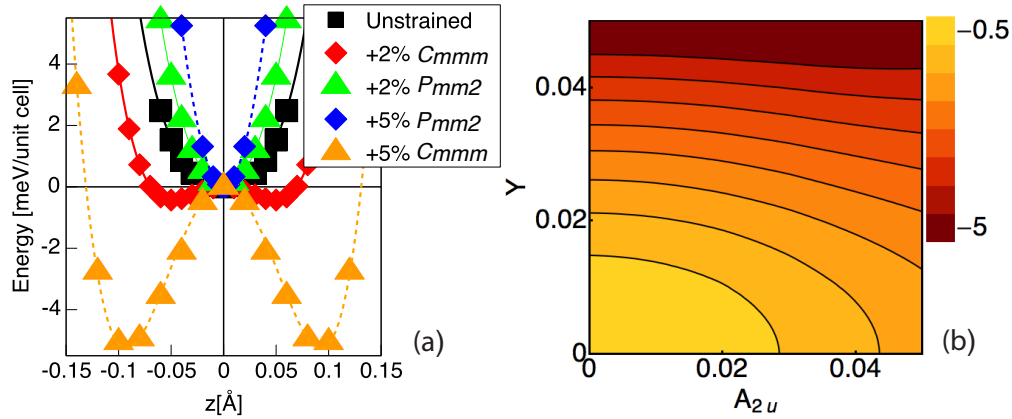 Unstrained
+2% Cmmm
+2% Pmm2
+5% Pmm2
+5% Cmmm
Energy [meV/unit cell]
4
2
0
-2
-4
-0.15 -0.1 -0.05 0 0.05 0.1 0.15
z[Å]
(a)
Y
0.04
0.02
0
0 0.02 0.04
A2u
−0.5
−5
(b)